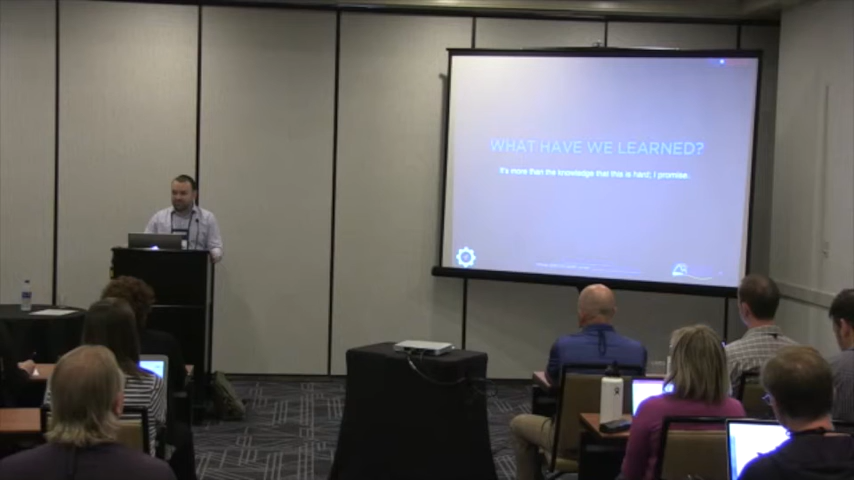 WHAT HAVE WE LEARNED?
It's more than the knowledge that this is hard; I promise.